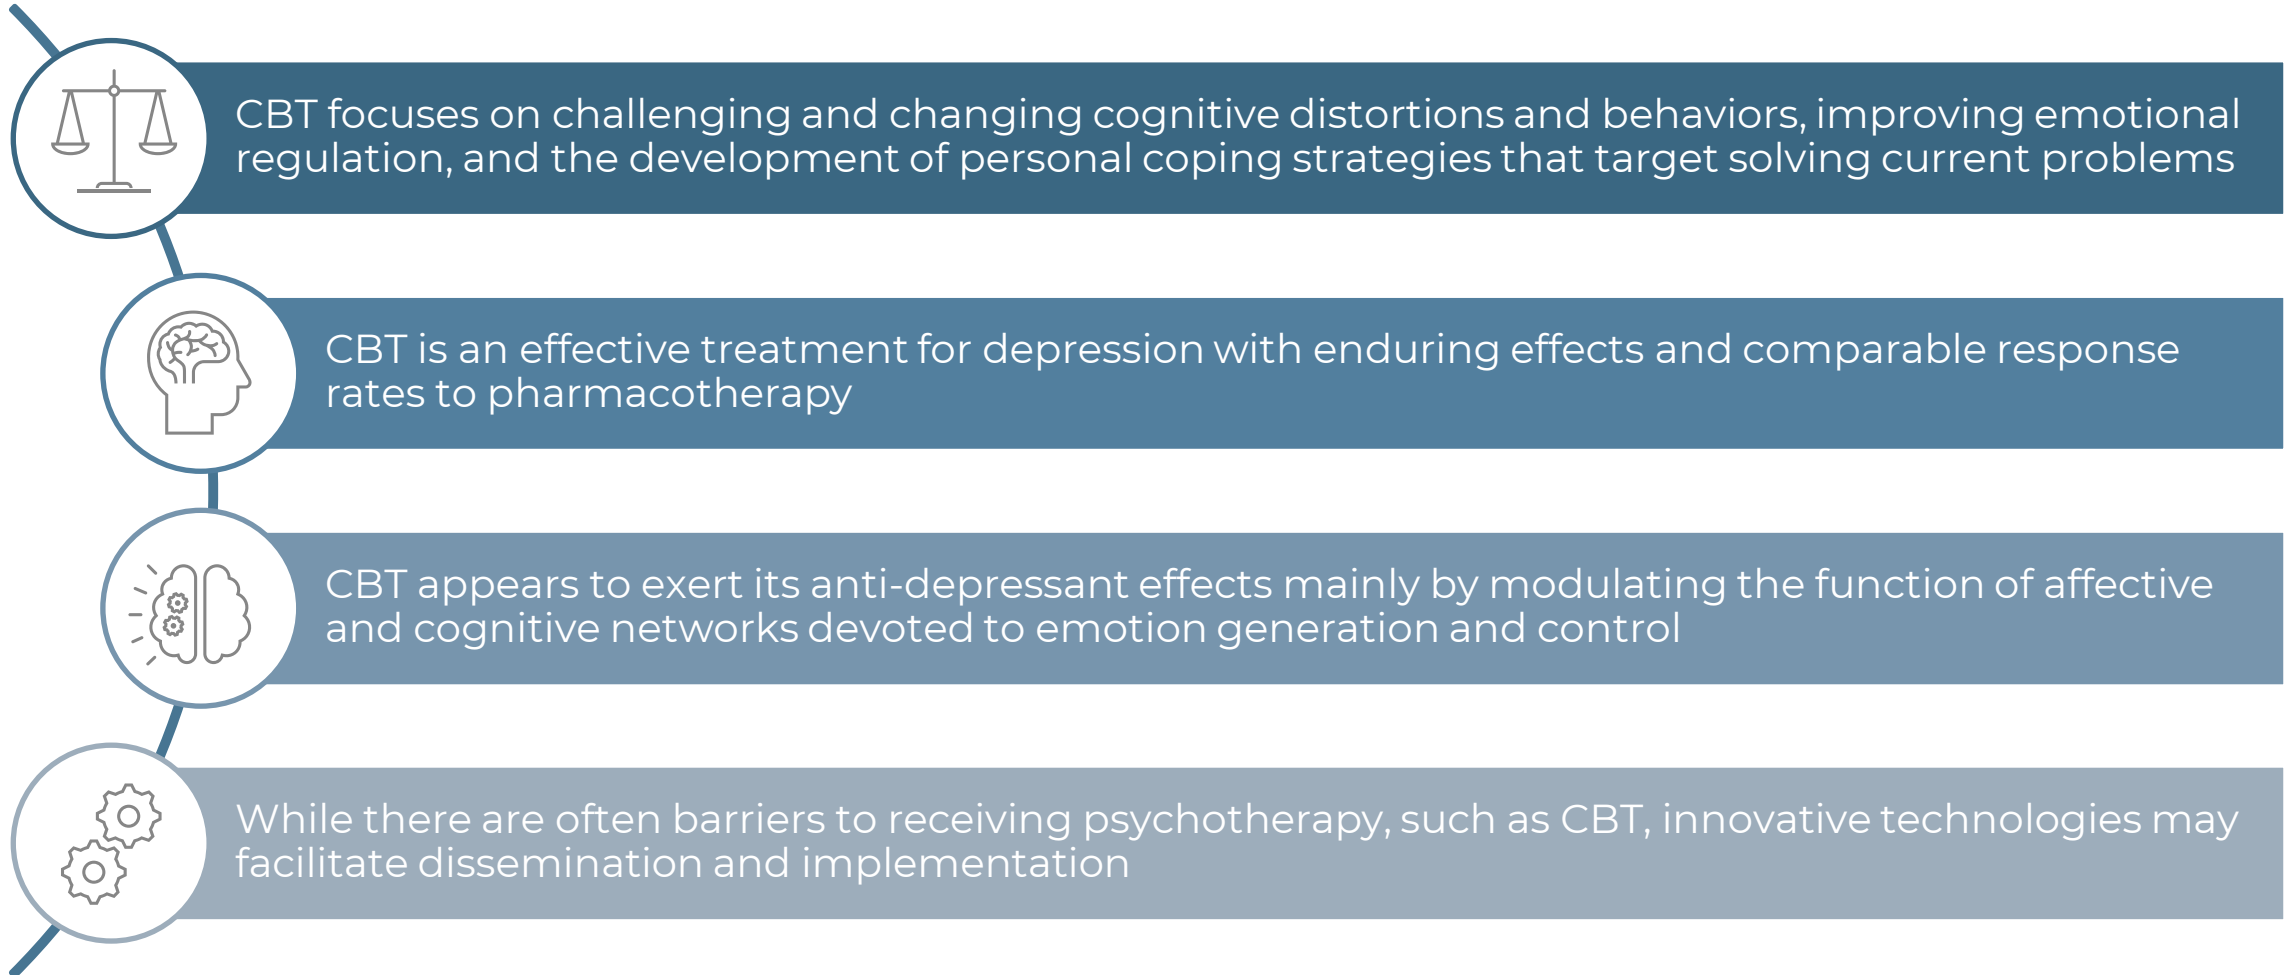 CBT focuses on challenging and changing cognitive distortions and behaviors, improving emotional
regulation, and the development of personal coping strategies that target solving current problems
CBT is an effective treatment for depression with enduring effects and comparable response
rates to pharmacotherapy
CBT appears to exert its anti-depressant effects mainly by modulating the function of affective
and cognitive networks devoted to emotion generation and control
While there are often barriers to receiving psychotherapy, such as CBT, innovative technologies may
facilitate dissemination and implementation